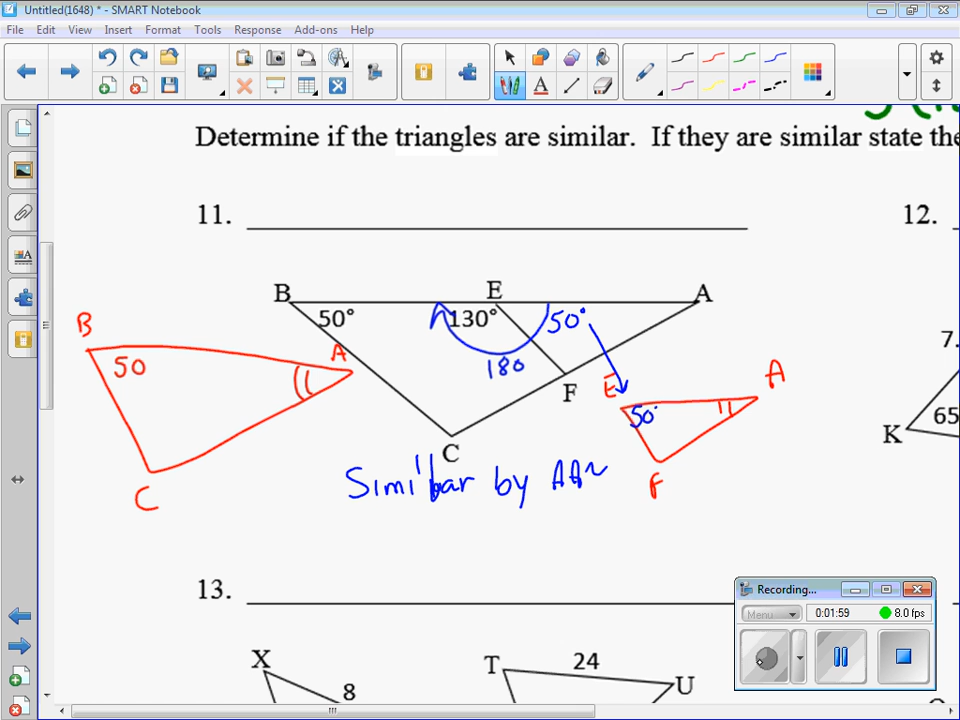 Untitled(1648) * - SMART Notebook
File Edit View Insert Format Tools Response Add-ons Help
Determine if the triangles are similar. If they are similar state the
11.
12.
B
E
A
50°
130°
50°
180
F
C
B
50
A
C
E
A
50°
F
7.
K
65
Similar by AA~
13.
X
8
T
24
U
Recording...
Menu
0:01:59
8.0 fps